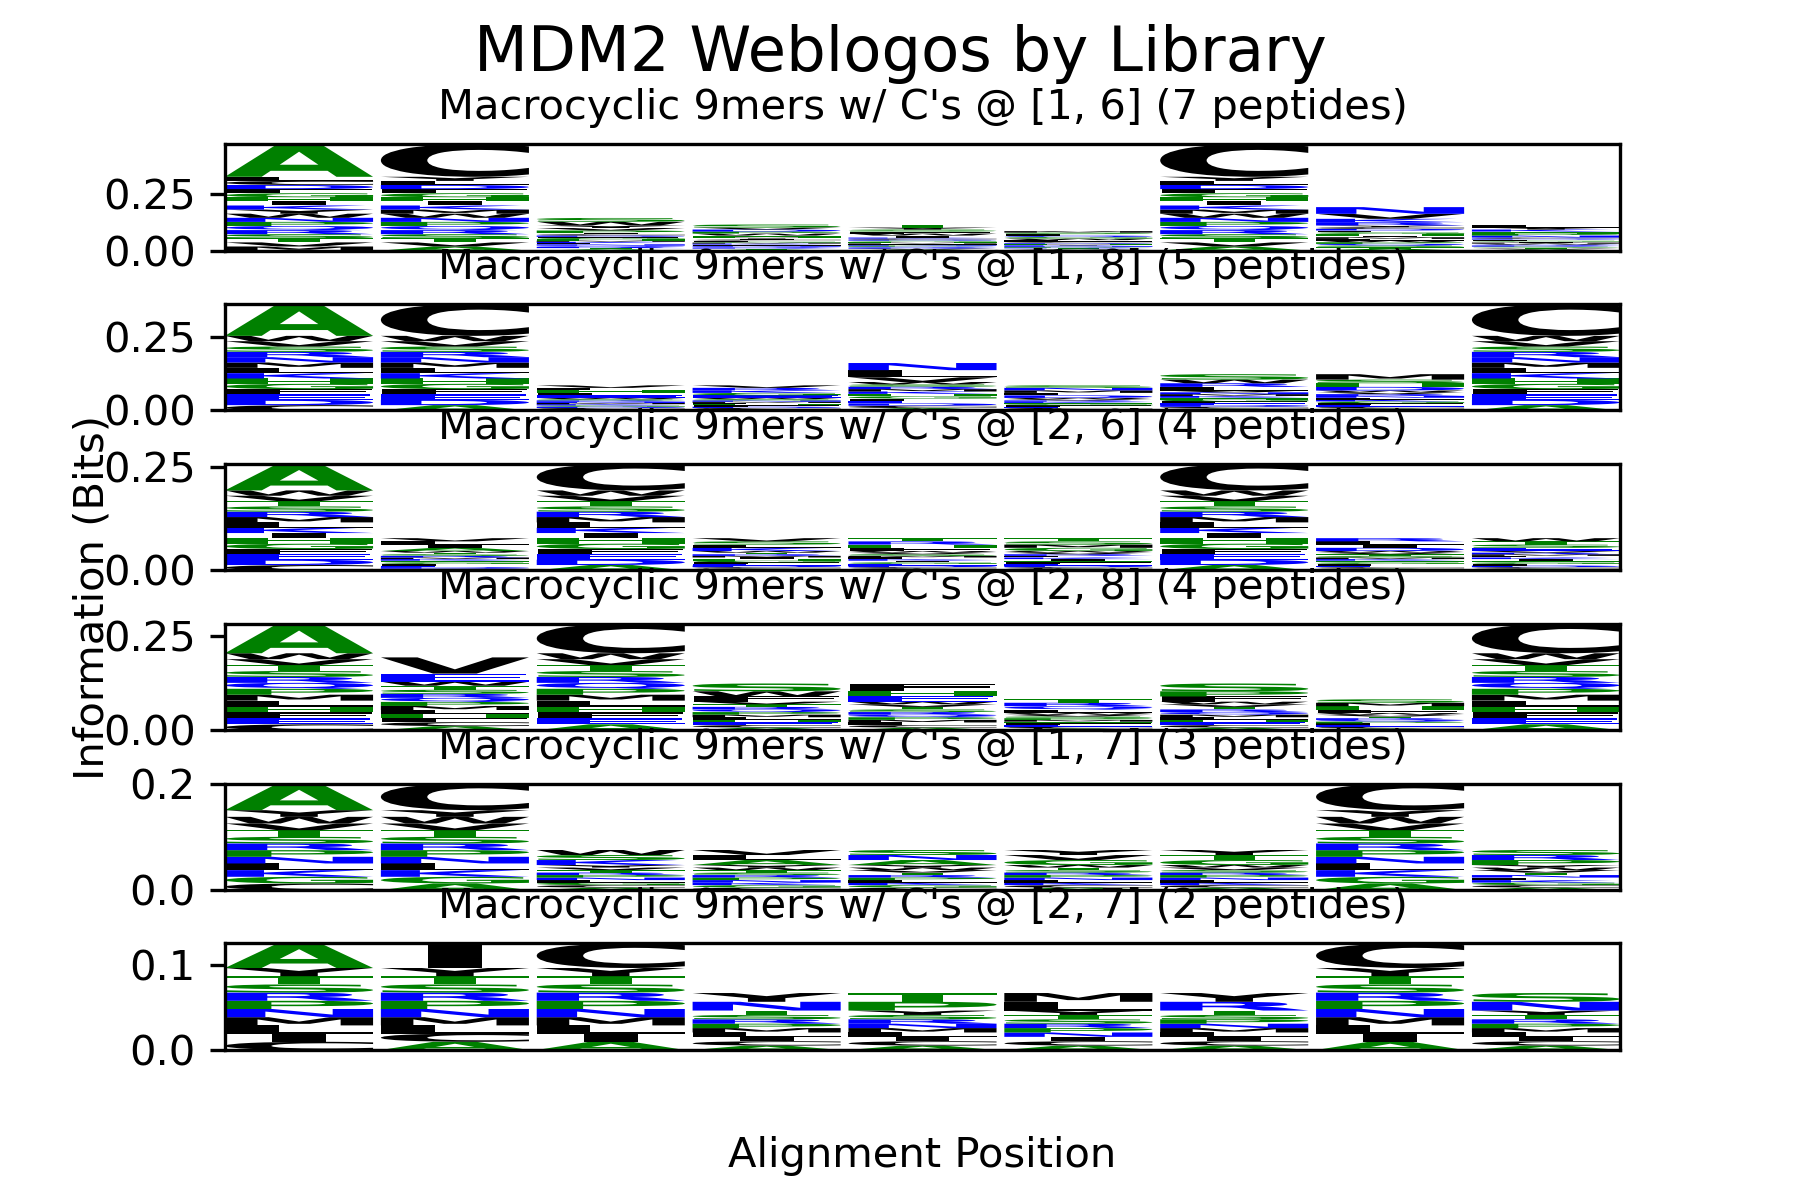 MDM2 Weblogos by Library
Macrocyclic 9mers w/ C's @ [1, 6] (7 peptides)
0.25
0.00
A C C
Macrocyclic 9mers w/ C's @ [1, 8] (5 peptides)
0.25
0.00
A C C
Macrocyclic 9mers w/ C's @ [2, 6] (4 peptides)
0.25
0.00
A C C
Macrocyclic 9mers w/ C's @ [2, 8] (4 peptides)
0.25
0.00
A C C
Macrocyclic 9mers w/ C's @ [1, 7] (3 peptides)
0.2
0.0
A C C
Macrocyclic 9mers w/ C's @ [2, 7] (2 peptides)
0.1
0.0
A C C
Information (Bits)
Alignment Position